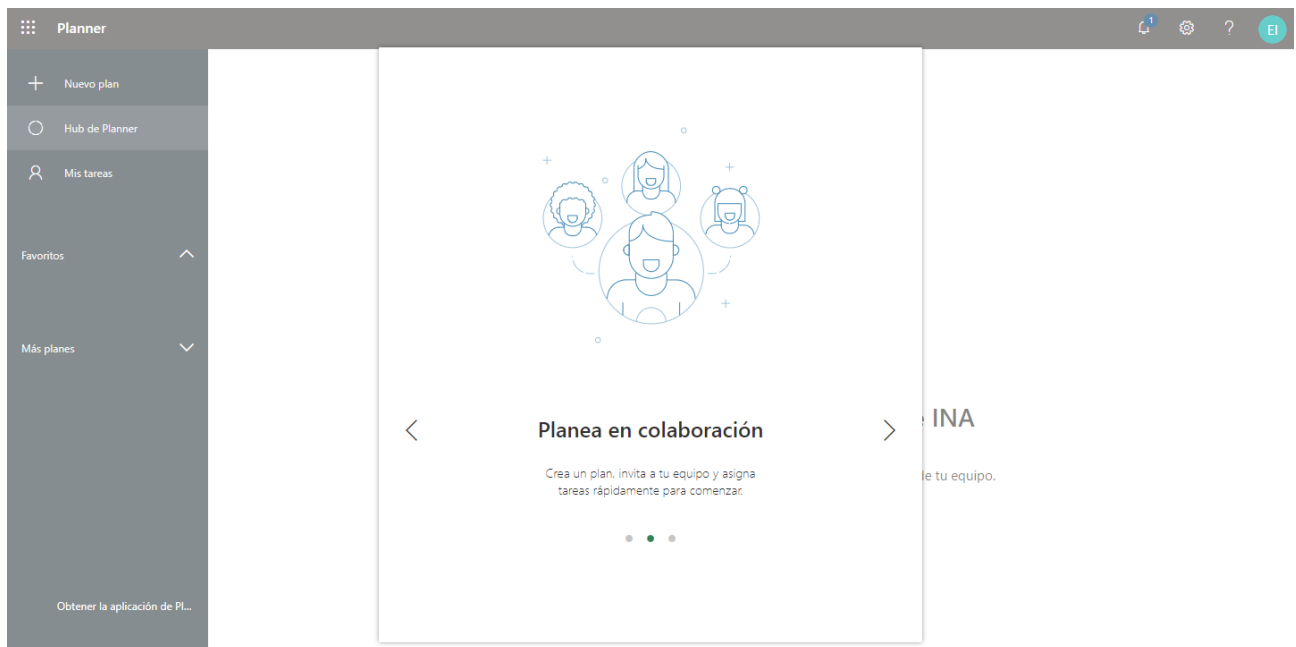 Planner
1
EI
Nuevo plan
Hub de Planner
Mis tareas
Favoritos
Más planes
Obtener la aplicación de Pl...
Planea en colaboración
Crea un plan, invita a tu equipo y asigna
tareas rápidamente para comenzar.
INA
de tu equipo.